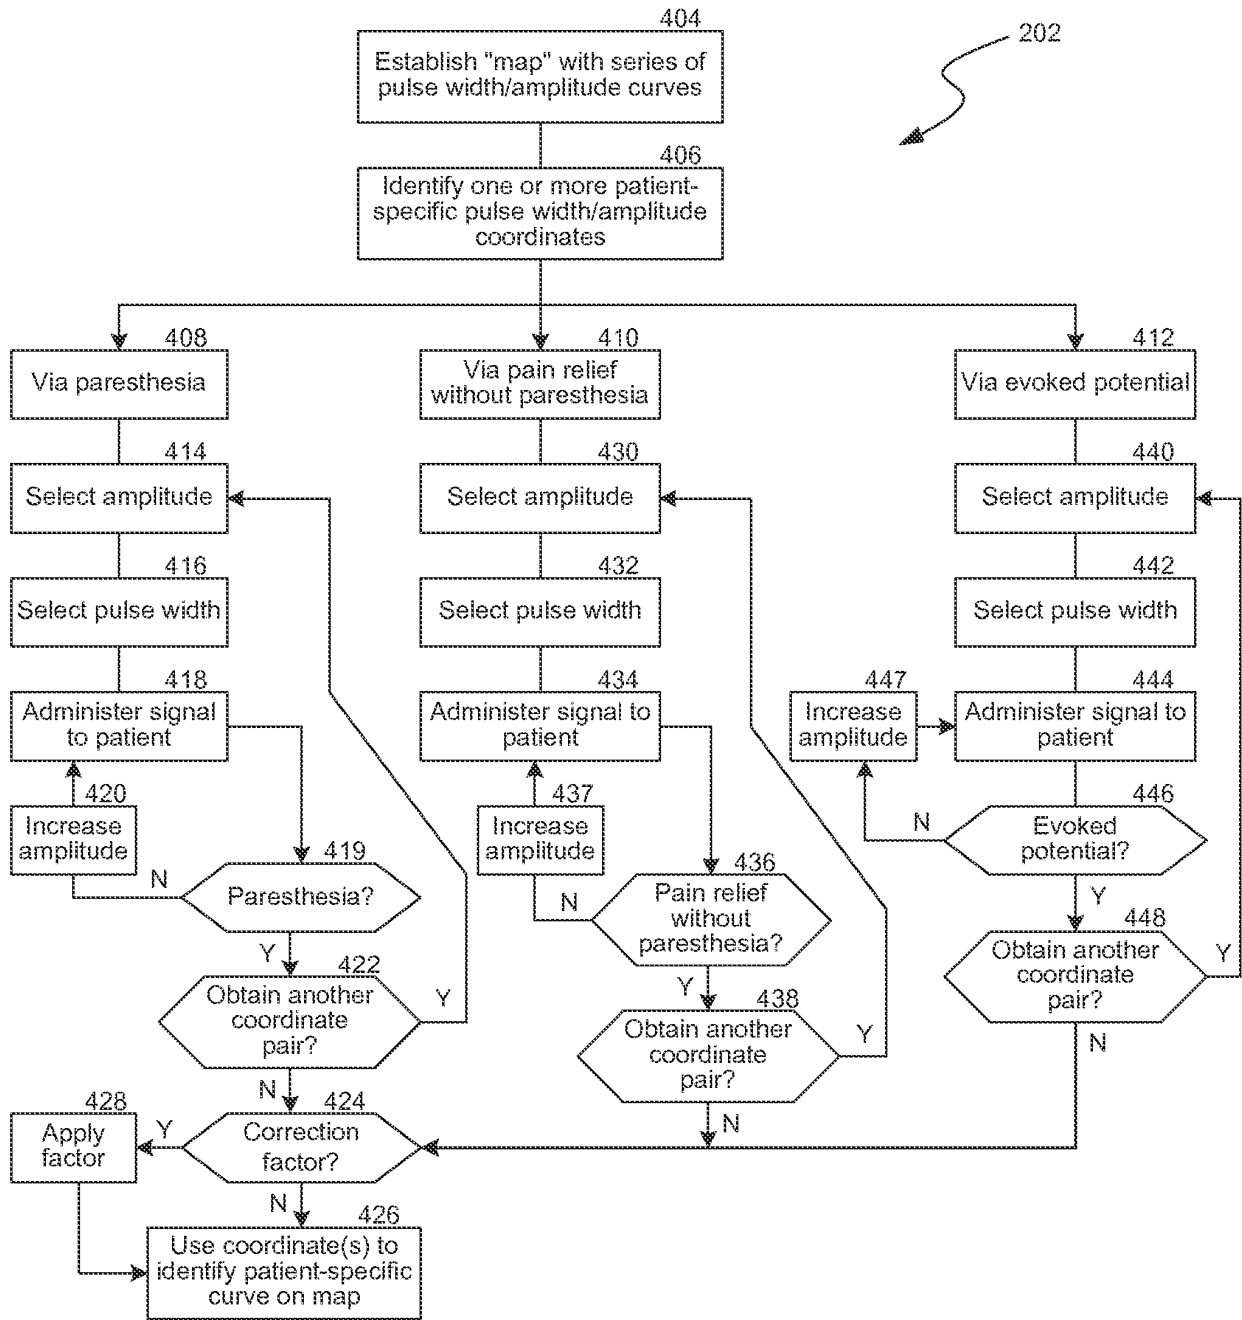 404
202
Establish "map" with series of
pulse width/amplitude curves
406
Identify one or more patient-
specific pulse width/amplitude
coordinates
408
Via paresthesia
414
Select amplitude
416
Select pulse width
418
Administer signal
to patient
420
Increase
amplitude
419
N
Paresthesia?
Y
422
Obtain another
coordinate
pair?
Y
N
410
Via pain relief
without paresthesia
430
Select amplitude
432
Select pulse width
434
Administer signal to
patient
437
Increase
amplitude
436
N
Pain relief
without
paresthesia?
Y
438
Obtain another
coordinate
pair?
Y
N
412
Via evoked potential
440
Select amplitude
442
Select pulse width
447
Increase
amplitude
444
Administer signal to
patient
446
N
Evoked
potential?
Y
448
Obtain another
coordinate
pair?
Y
N
428
Apply
factor
Y
424
Correction
factor?
N
426
Use coordinate(s) to
identify patient-specific
curve on map